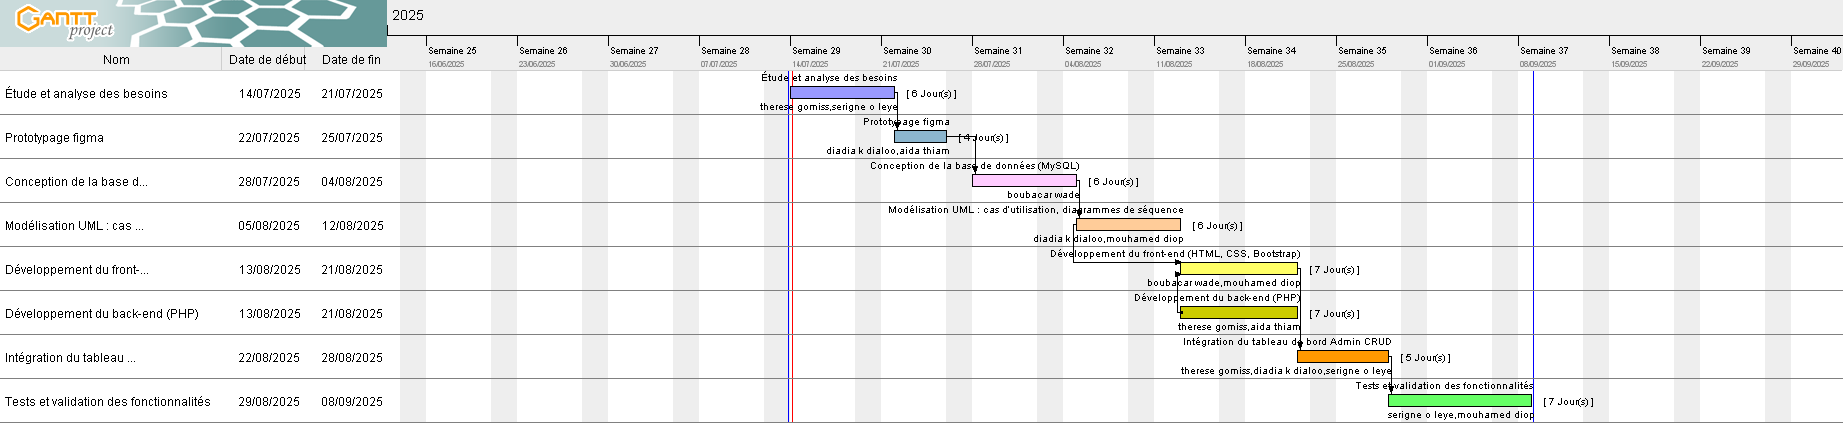 GANTT
project
2025
Nom Date de début Date de fin
Semaine 25 Semaine 26 Semaine 27 Semaine 28 Semaine 29 Semaine 30 Semaine 31 Semaine 32 Semaine 33 Semaine 34 Semaine 35 Semaine 36 Semaine 37 Semaine 38 Semaine 39 Semaine 40
16/06/2025 23/06/2025 30/06/2025 07/07/2025 14/07/2025 21/07/2025 28/07/2025 04/08/2025 11/08/2025 18/08/2025 25/08/2025 01/09/2025 08/09/2025 15/09/2025 22/09/2025 29/09/2025
Étude et analyse des besoins
Étude et analyse des besoins 14/07/2025 21/07/2025 [ 6 Jour(s) ]
therese gomiss,serigne o leye
Prototypage figma
Prototypage figma 22/07/2025 25/07/2025 [ 4 Jour(s) ]
diadia k dialoo,aida thiam
Conception de la base de données (MySQL)
Conception de la base d... 28/07/2025 04/08/2025 [ 6 Jour(s) ]
boubacar wade
Modélisation UML : cas d'utilisation, diagrammes de séquence
Modélisation UML : cas ... 05/08/2025 12/08/2025 [ 6 Jour(s) ]
diadia k dialoo,mouhamed diop
Développement du front-end (HTML, CSS, Bootstrap)
Développement du front-... 13/08/2025 21/08/2025 [ 7 Jour(s) ]
boubacar wade,mouhamed diop
Développement du back-end (PHP)
Développement du back-end (PHP) 13/08/2025 21/08/2025 [ 7 Jour(s) ]
therese gomiss,aida thiam
Intégration du tableau de bord Admin CRUD
Intégration du tableau ... 22/08/2025 28/08/2025 [ 5 Jour(s) ]
therese gomiss,diadia k dialoo,serigne o leye
Tests et validation des fonctionnalités
Tests et validation des fonctionnalités 29/08/2025 08/09/2025 [ 7 Jour(s) ]
serigne o leye,mouhamed diop